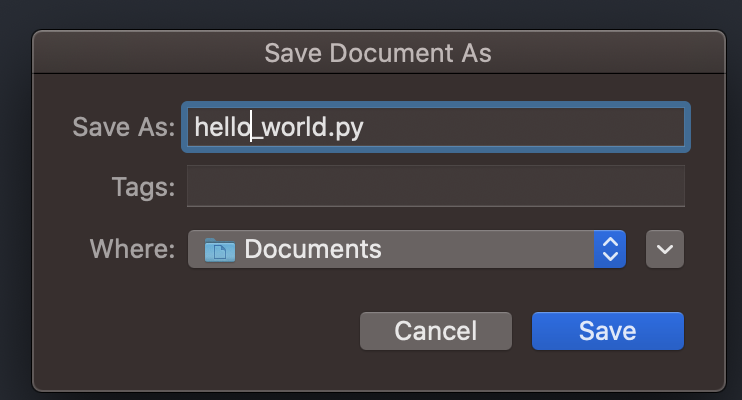 Save Document As
Save As: hello_world.py
Tags:
Where: Documents
Cancel Save